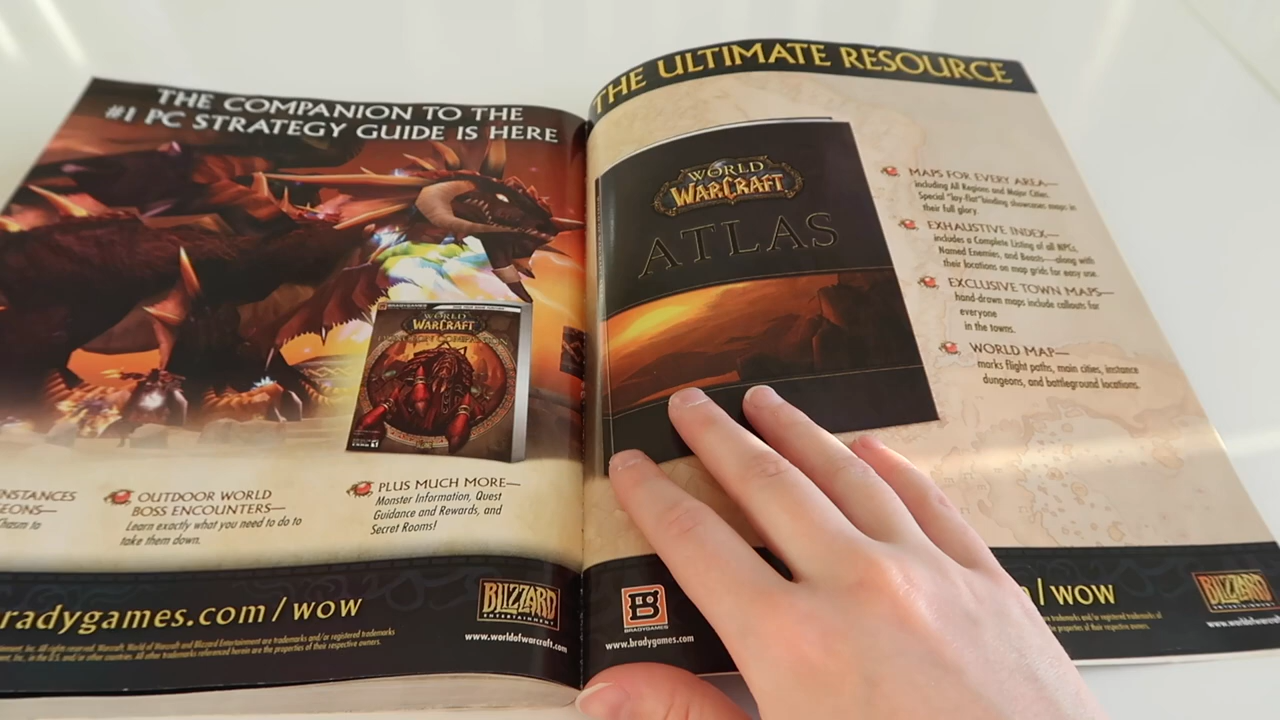 THE COMPANION TO THE
#1 PC STRATEGY GUIDE IS HERE
BRADYGAMES
WORLD
WARCRAFT
INSTANCES
OUTDOOR WORLD
BOSS ENCOUNTERS—
Learn exactly what you need to do to
take them down.
PLUS MUCH MORE—
Monster Information, Quest
Guidance and Rewards, and
Secret Rooms!
bradygames.com/wow
BLIZZARD
ENTERTAINMENT
www.worldofwarcraft.com
THE ULTIMATE RESOURCE
WORLD
WARCRAFT
ATLAS
MAPS FOR EVERY AREA—
including All Regions and Major Cities.
Special "lay-flat" binding showcases maps in
their full glory.
EXHAUSTIVE INDEX—
includes a Complete Listing of all NPCs,
Named Enemies, and Beasts—along with
their locations on map grids for easy use.
EXCLUSIVE TOWN MAPS—
hand-drawn maps include callouts for
everyone
in the towns.
WORLD MAP—
marks flight paths, main cities, instance
dungeons, and battleground locations.
B
BRADYGAMES
www.bradygames.com
/wow
BLIZZARD
ENTERTAINMENT